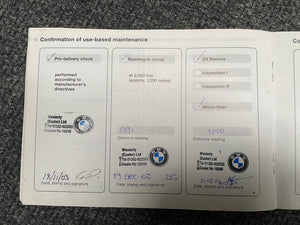 Confirmation of use-based maintenance
Pre-delivery check
performed
according to
manufacturer's
directives
Westerly
(Exeter) Ltd
Date, stamp and signature
18/11/03
Running-in check
at 2,000 km
(approx. 1,200 miles)
1391
Distance reading
Westerly
(Exeter) Ltd
09 DEC 03
Date, stamp and signature
Oil Service
Inspection I
Inspection II
Micro-filter
Distance reading
Westerly
(Exeter) Ltd
Date, stamp and signature